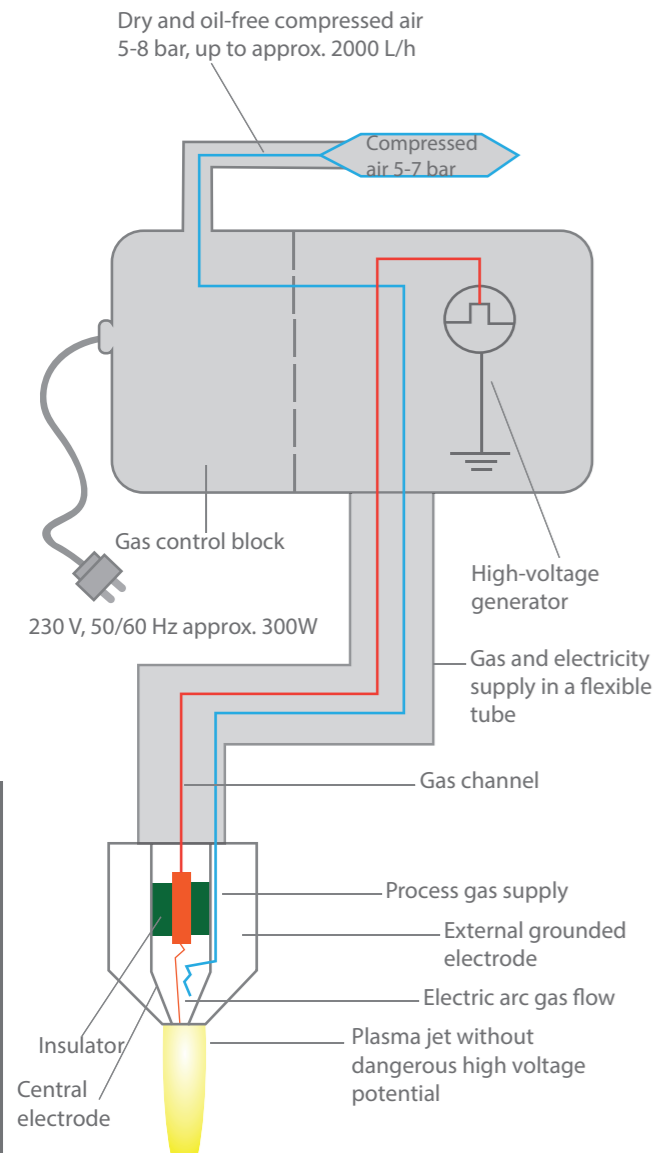 Dry and oil-free compressed air
5-8 bar, up to approx. 2000 L/h
Compressed
air 5-7 bar
Gas control block
High-voltage
generator
230 V, 50/60 Hz approx. 300W
Gas and electricity
supply in a flexible
tube
Gas channel
Process gas supply
External grounded
electrode
Electric arc gas flow
Insulator
Plasma jet without
dangerous high voltage
potential
Central
electrode